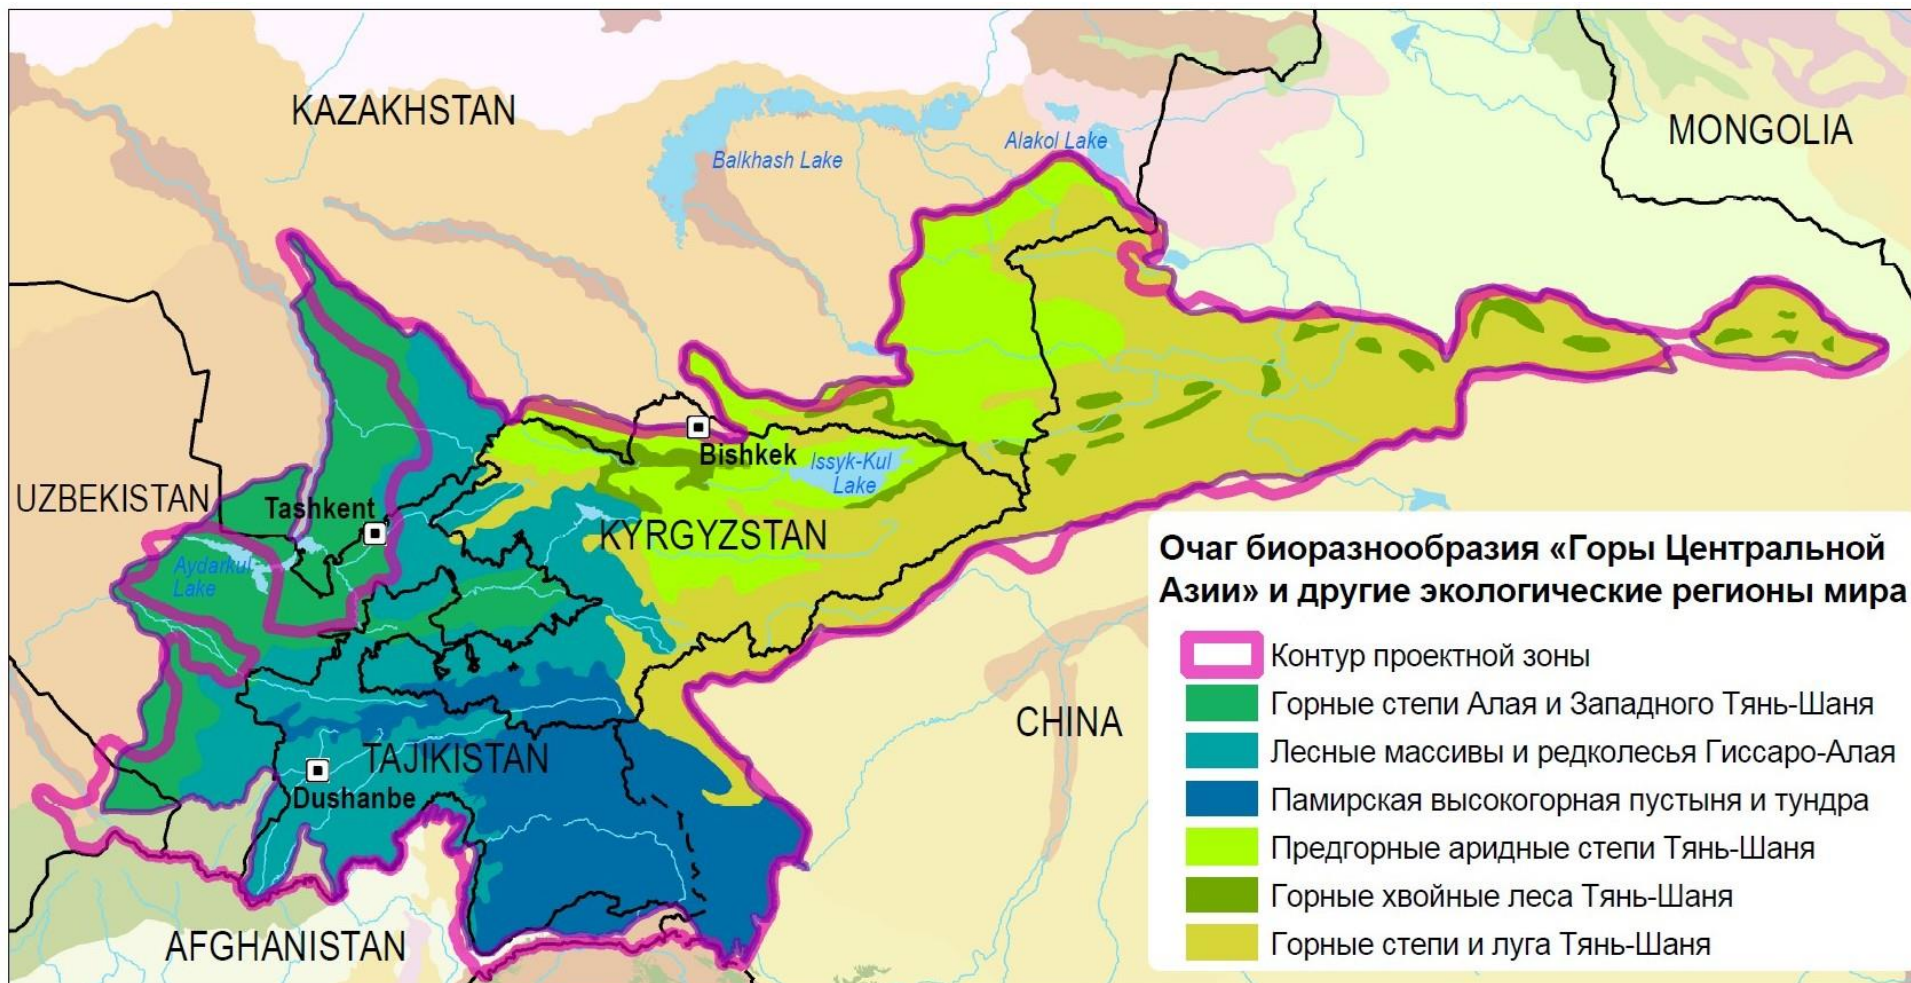 KAZAKHSTAN
MONGOLIA
Balkhash Lake
Alakol Lake
Bishkek
Issyk-Kul
Lake
UZBEKISTAN
Tashkent
KYRGYZSTAN
Aydarkul
Lake
CHINA
TAJIKISTAN
Dushanbe
AFGHANISTAN
Очаг биоразнообразия «Горы Центральной
Азии» и другие экологические регионы мира
Контур проектной зоны
Горные степи Алая и Западного Тянь-Шаня
Лесные массивы и редколесья Гиссаро-Алая
Памирская высокогорная пустыня и тундра
Предгорные аридные степи Тянь-Шаня
Горные хвойные леса Тянь-Шаня
Горные степи и луга Тянь-Шаня